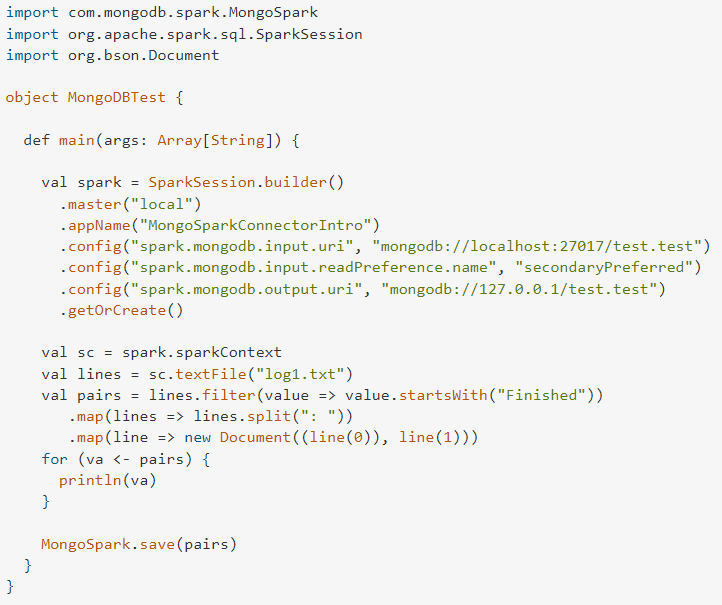 import com.mongodb.spark.MongoSpark
import org.apache.spark.sql.SparkSession
import org.bson.Document
object MongoDBTest {
def main(args: Array[String]) {
val spark = SparkSession.builder()
.master("local")
.appName("MongoSparkConnectorIntro")
.config("spark.mongodb.input.uri", "mongodb://localhost:27017/test.test")
.config("spark.mongodb.input.readPreference.name", "secondaryPreferred")
.config("spark.mongodb.output.uri", "mongodb://127.0.0.1/test.test")
.getOrCreate()
val sc = spark.sparkContext
val lines = sc.textFile("log1.txt")
val pairs = lines.filter(value => value.startsWith("Finished"))
.map(lines => lines.split(": "))
.map(line => new Document((line(0)), line(1)))
for (va <- pairs) {
println(va)
}
MongoSpark.save(pairs)
}
}